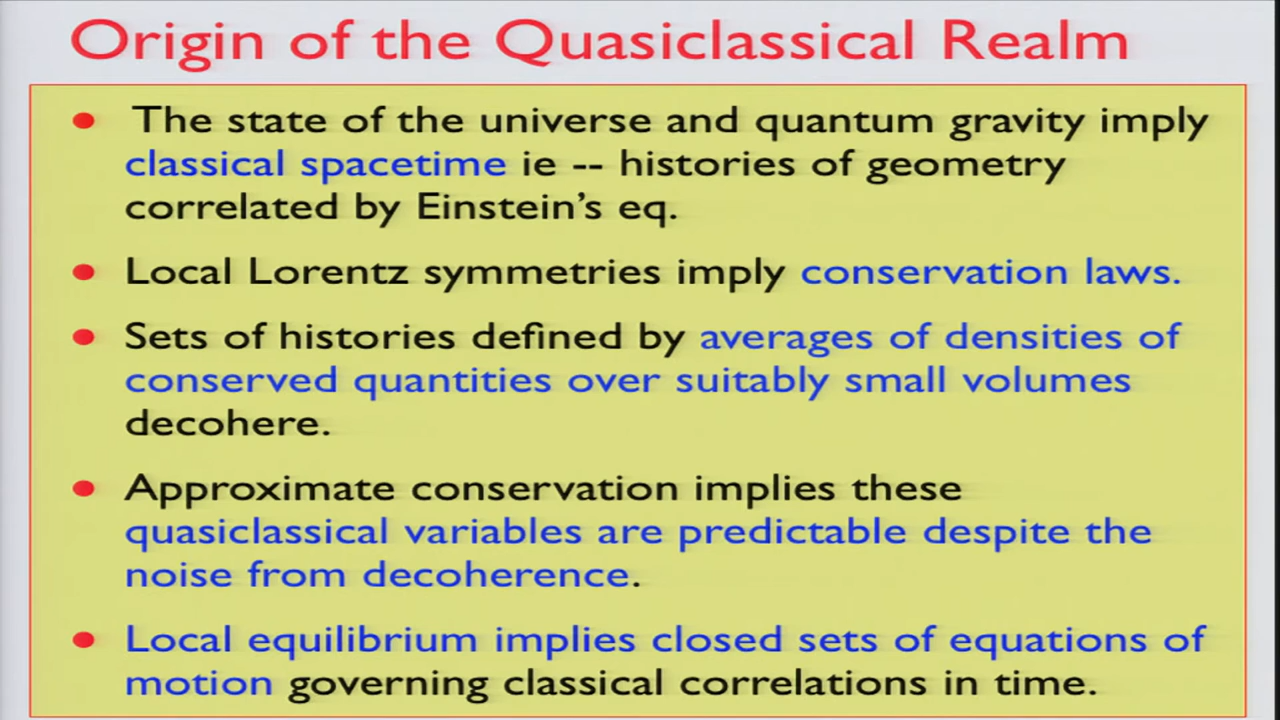 Origin of the Quasiclassical Realm
• The state of the universe and quantum gravity imply
classical spacetime ie -- histories of geometry
correlated by Einstein’s eq.
• Local Lorentz symmetries imply conservation laws.
• Sets of histories defined by averages of densities of
conserved quantities over suitably small volumes
decohere.
• Approximate conservation implies these
quasiclassical variables are predictable despite the
noise from decoherence.
• Local equilibrium implies closed sets of equations of
motion governing classical correlations in time.